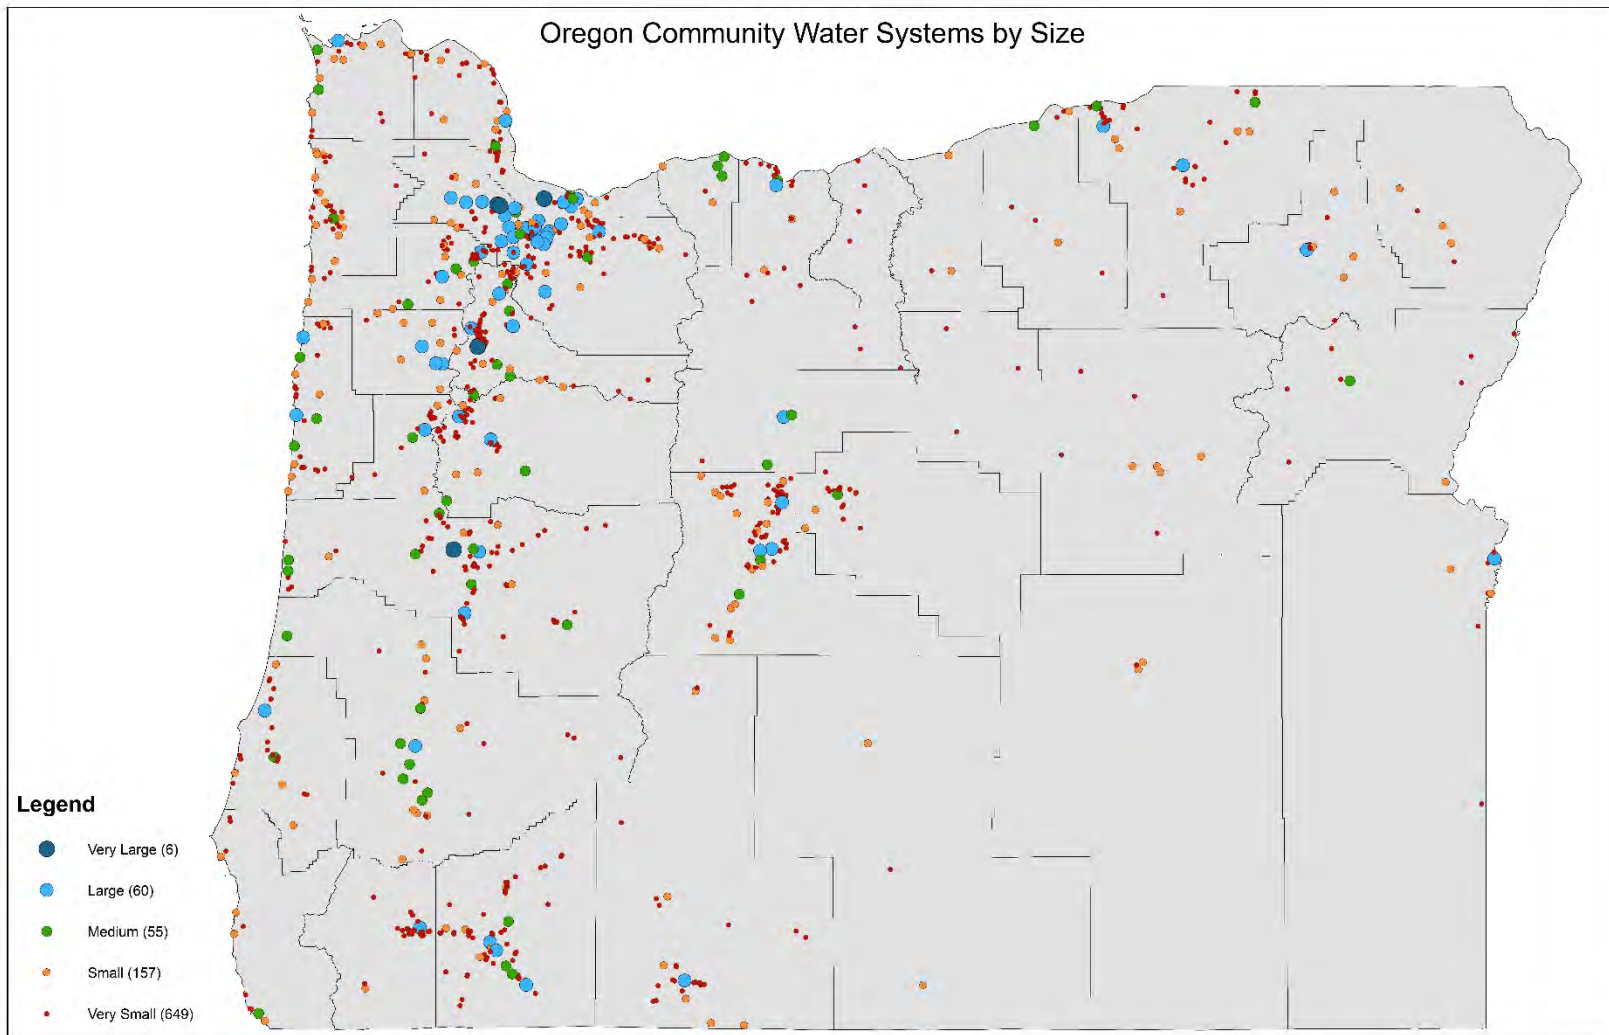 Oregon Community Water Systems by Size
Legend
Very Large (6)
Large (60)
Medium (55)
Small (157)
Very Small (649)